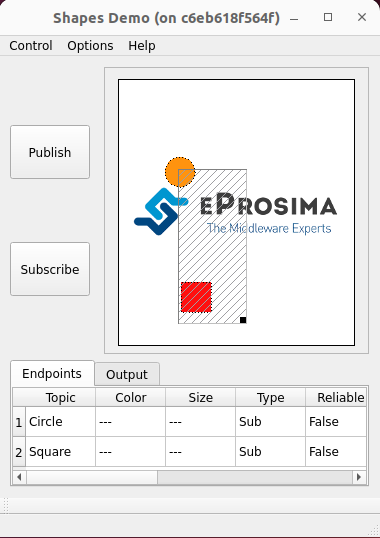 Shapes Demo (on c6eb618f564f)
Control Options Help
Publish
Subscribe
EPROSIMA
The Middleware Experts
Endpoints Output
Topic Color Size Type Reliable
1 Circle --- --- Sub False
2 Square --- --- Sub False